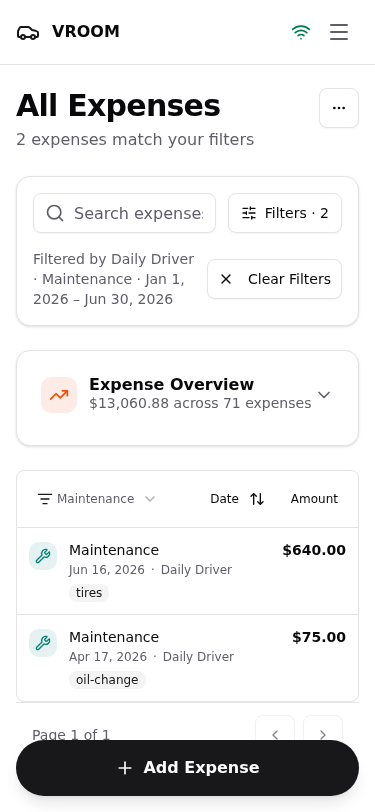 VROOM
All Expenses
2 expenses match your filters
Search expense
Filters · 2
Filtered by Daily Driver
· Maintenance · Jan 1,
2026 – Jun 30, 2026
Clear Filters
Expense Overview
$13,060.88 across 71 expenses
Maintenance Date Amount
Maintenance $640.00
Jun 16, 2026 · Daily Driver
tires
Maintenance $75.00
Apr 17, 2026 · Daily Driver
oil-change
Page 1 of 1
Add Expense